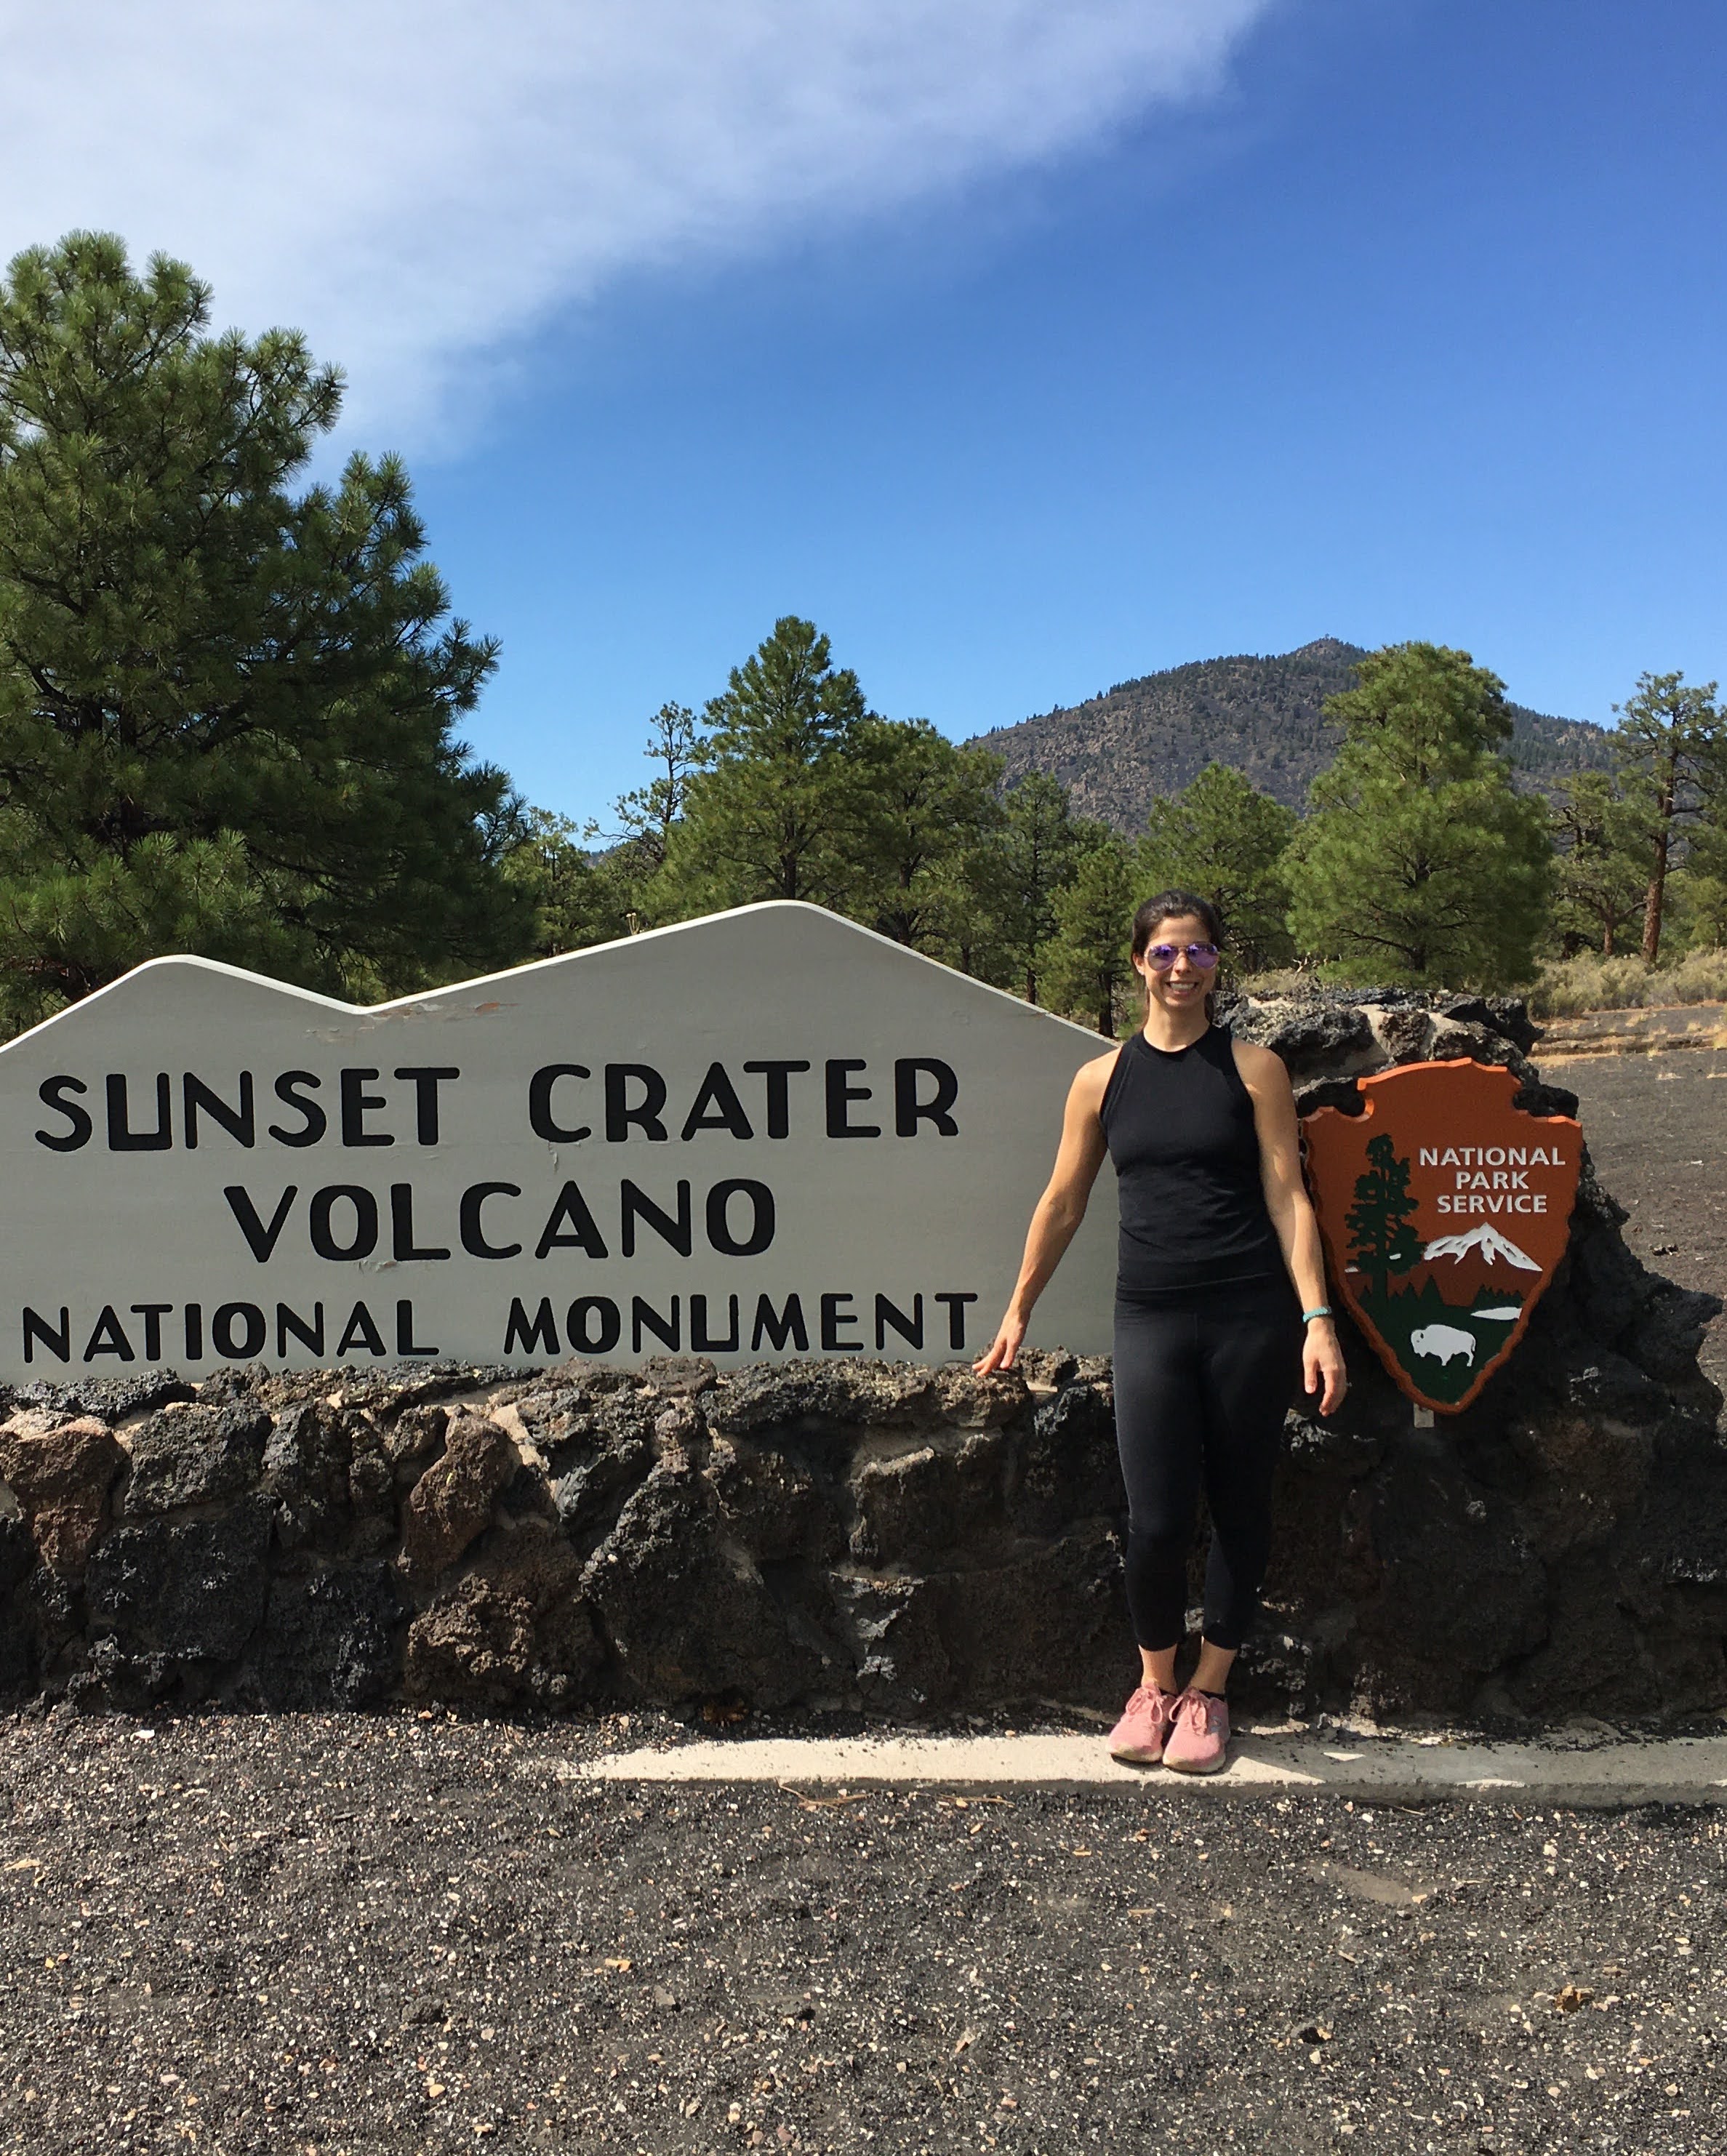 SUNSET CRATER
VOLCANO
NATIONAL MONUMENT
NATIONAL
PARK
SERVICE